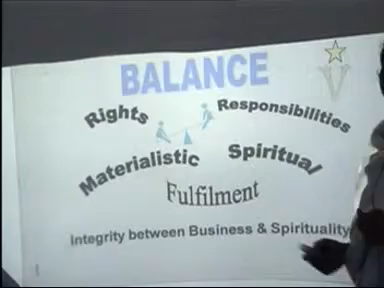 BALANCE
V
Rights Responsibilities
Materialistic Spiritual
Fulfilment
Integrity between Business & Spirituality